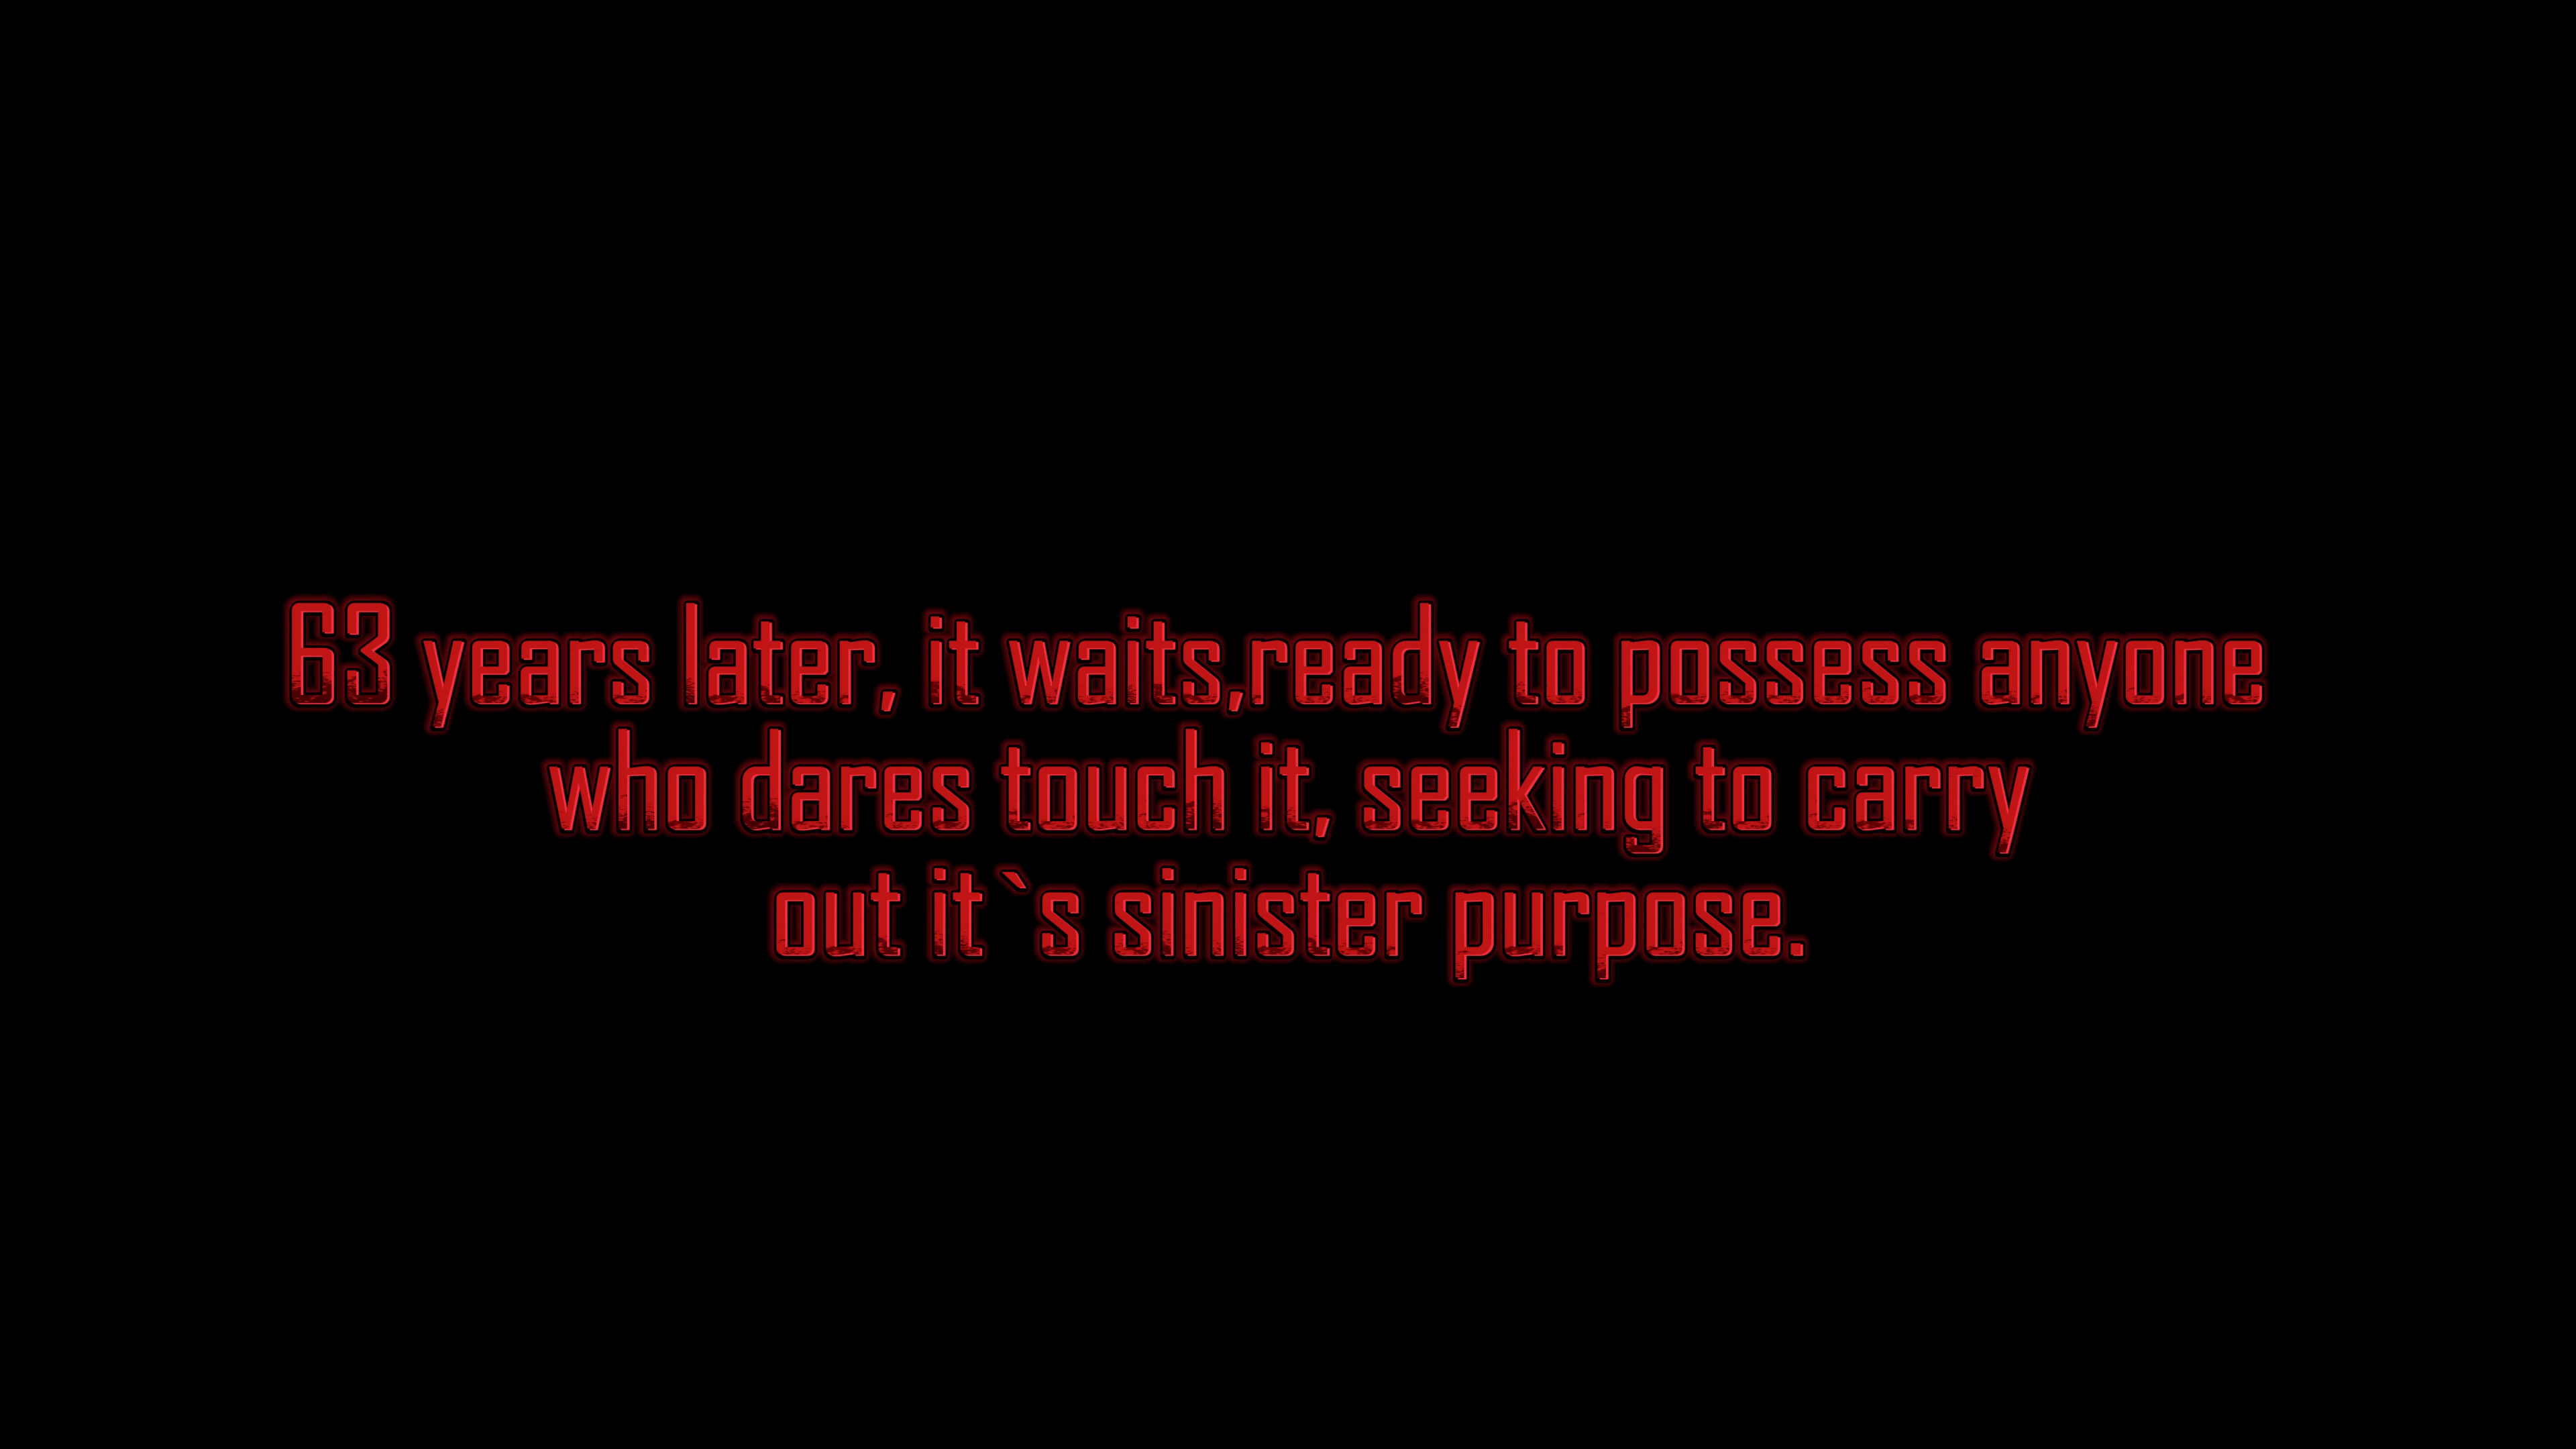 63 years later, it waits,ready to possess anyone
who dares touch it, seeking to carry
out it`s sinister purpose.